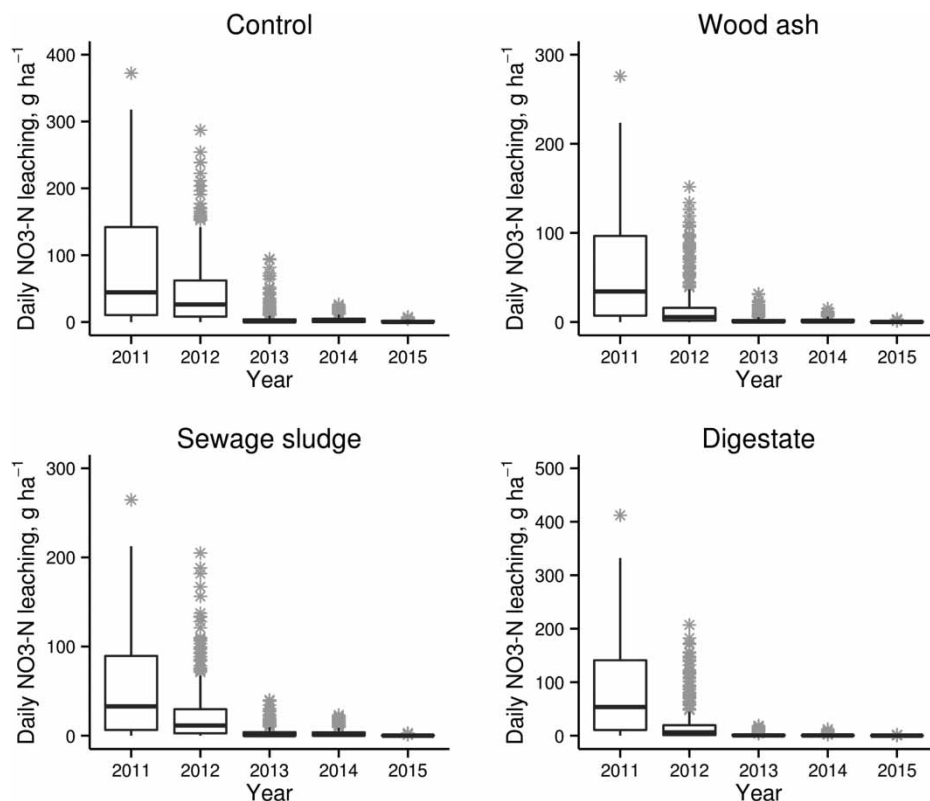 Control
Daily NO3-N leaching, g ha⁻¹
400
300
200
100
0
2011 2012 2013 2014 2015
Year
Wood ash
Daily NO3-N leaching, g ha⁻¹
300
200
100
0
2011 2012 2013 2014 2015
Year
Sewage sludge
Daily NO3-N leaching, g ha⁻¹
300
200
100
0
2011 2012 2013 2014 2015
Year
Digestate
Daily NO3-N leaching, g ha⁻¹
500
400
300
200
100
0
2011 2012 2013 2014 2015
Year